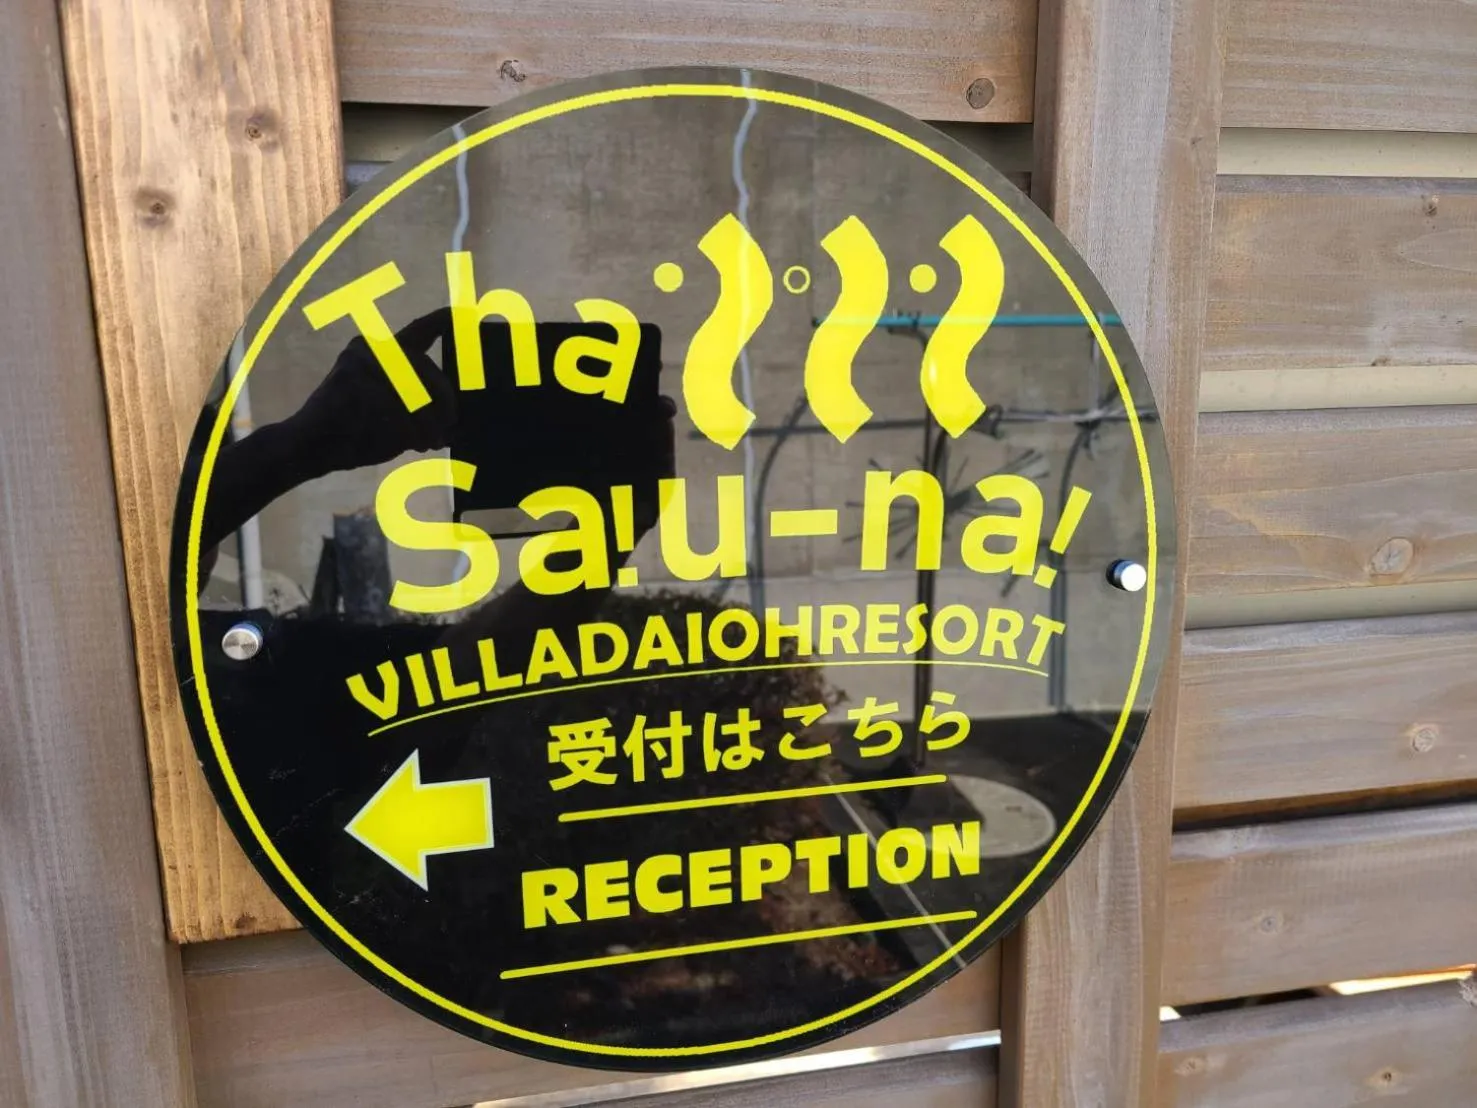 Tha
Sa!u-na!
VILLADAIOHRESORT
受付はこちら
RECEPTION